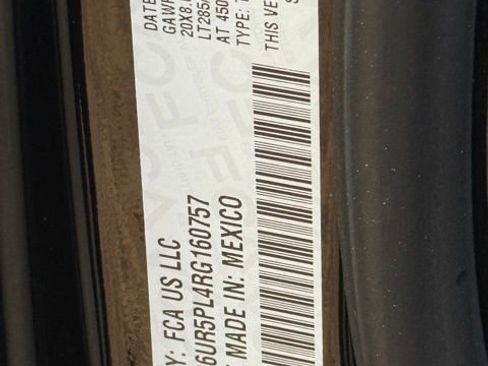 Y: FCA US LLC
6UR5PL4RG160757
MADE IN: MEXICO
DATE
GAWR
20X8.
LT285/
AT 450
TYPE: T
THIS VE